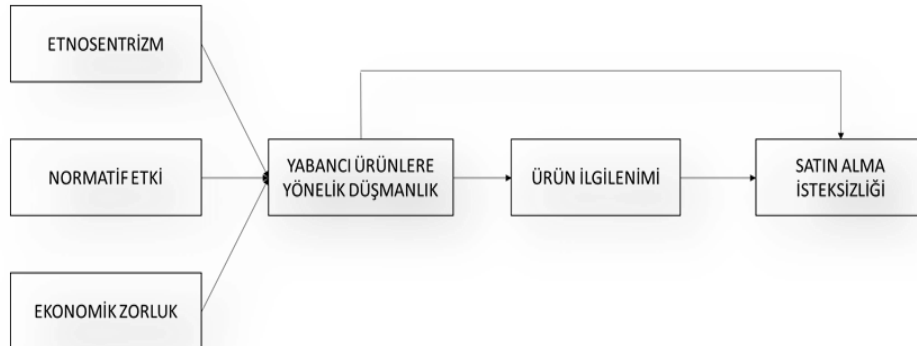 ETNOSENTRİZM
NORMATİF ETKİ
EKONOMİK ZORLUK
YABANCI ÜRÜNLERE
YÖNELİK DÜŞMANLIK
ÜRÜN İLGİLENİMİ
SATIN ALMA
İSTEKSİZLİĞİ